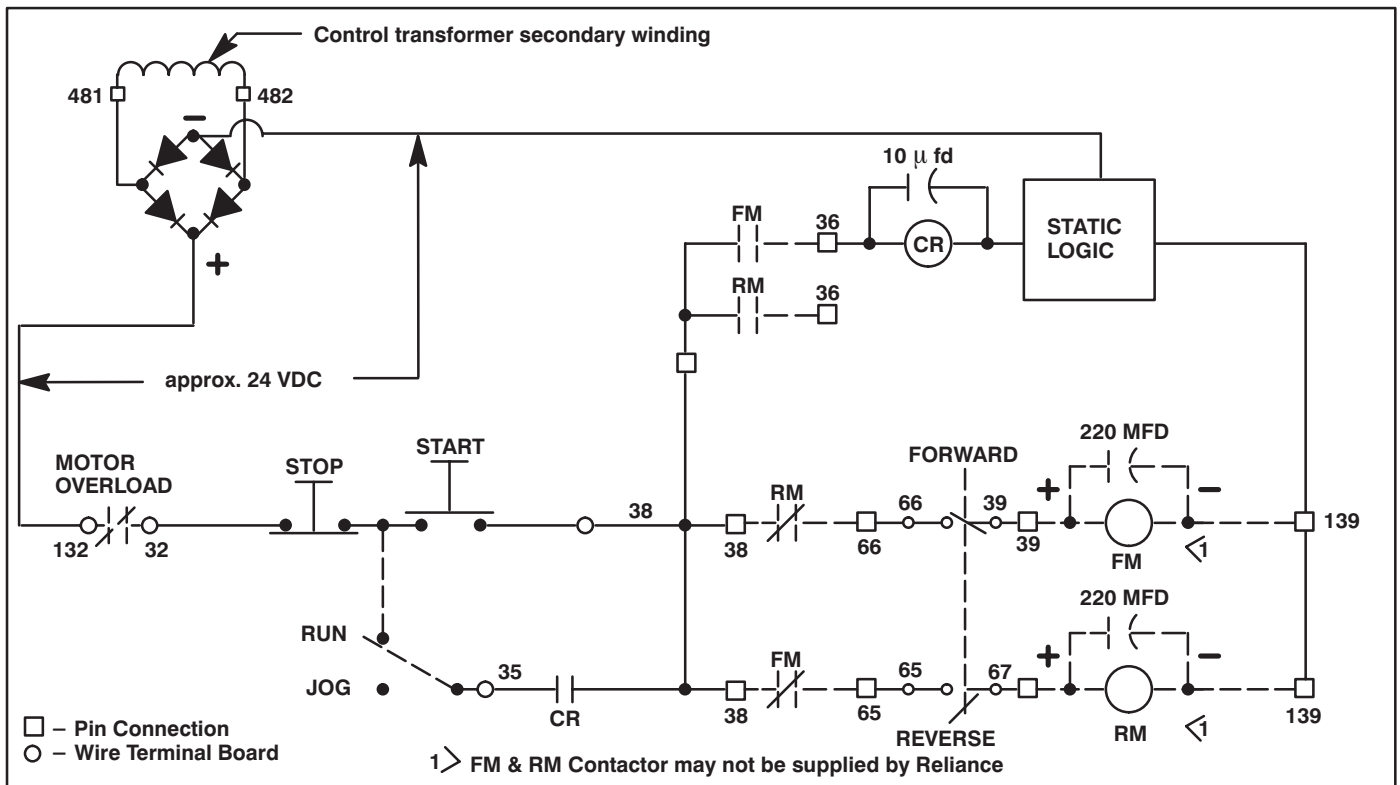 Control transformer secondary winding
481
482
−
+
10 μ fd
FM
36
CR
STATIC
LOGIC
RM
36
approx. 24 VDC
MOTOR
OVERLOAD
132
32
STOP
START
38
38
RM
66
66
FORWARD
39
39
220 MFD
+
−
FM
1
139
RUN
JOG
35
CR
38
FM
65
65
67
REVERSE
220 MFD
+
−
RM
1
139
– Pin Connection
– Wire Terminal Board
1> FM & RM Contactor may not be supplied by Reliance